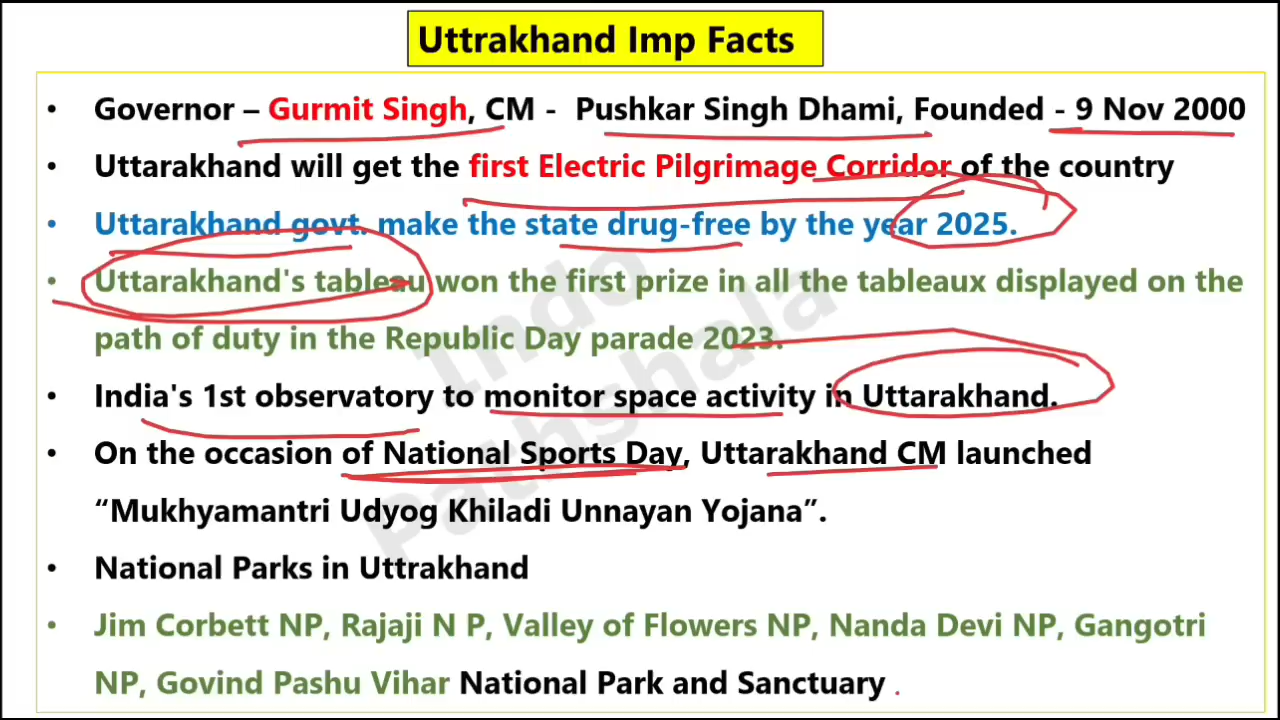 Uttrakhand Imp Facts
• Governor – Gurmit Singh, CM - Pushkar Singh Dhami, Founded - 9 Nov 2000
• Uttarakhand will get the first Electric Pilgrimage Corridor of the country
• Uttarakhand govt. make the state drug-free by the year 2025.
• Uttarakhand's tableau won the first prize in all the tableaux displayed on the
path of duty in the Republic Day parade 2023.
• India's 1st observatory to monitor space activity in Uttarakhand.
• On the occasion of National Sports Day, Uttarakhand CM launched
“Mukhyamantri Udyog Khiladi Unnayan Yojana”.
• National Parks in Uttrakhand
• Jim Corbett NP, Rajaji N P, Valley of Flowers NP, Nanda Devi NP, Gangotri
NP, Govind Pashu Vihar National Park and Sanctuary .
Indo
Pathshala